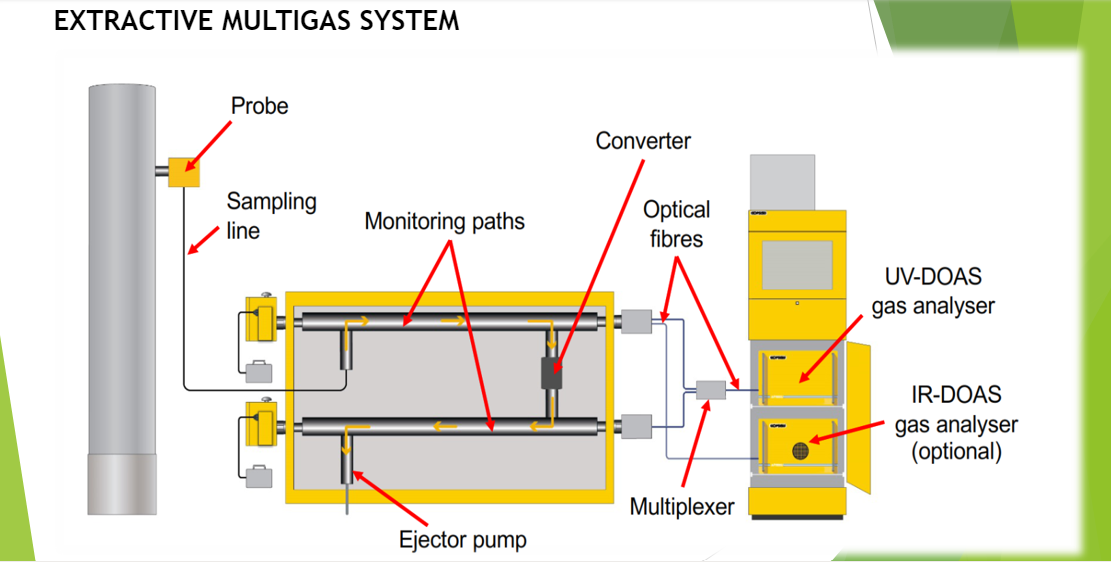 EXTRACTIVE MULTIGAS SYSTEM
Probe
Converter
Sampling
line
Monitoring paths
Optical
fibres
UV-DOAS
gas analyser
IR-DOAS
gas analyser
(optional)
Multiplexer
Ejector pump